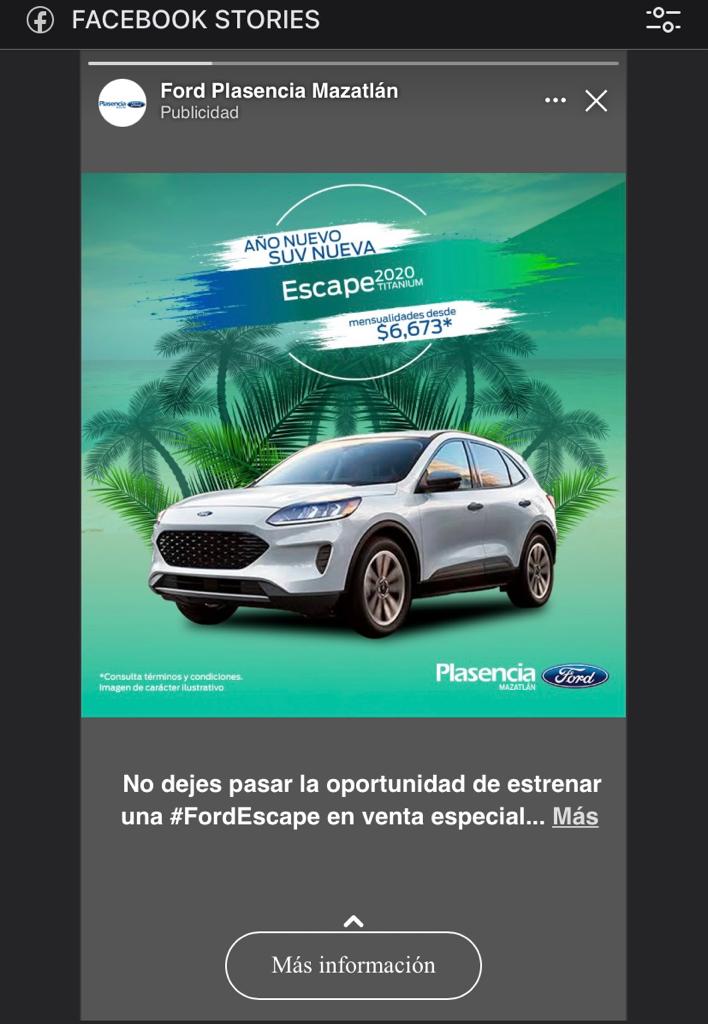 FACEBOOK STORIES
Ford Plasencia Mazatlán
Publicidad
Plasencia Ford
AÑO NUEVO
SUV NUEVA
Escape 2020
TITANIUM
mensualidades desde
$6,673*
*Consulta términos y condiciones.
Imagen de carácter ilustrativo
Plasencia
MAZATLÁN
Ford
No dejes pasar la oportunidad de estrenar
una #FordEscape en venta especial... Más
Más información